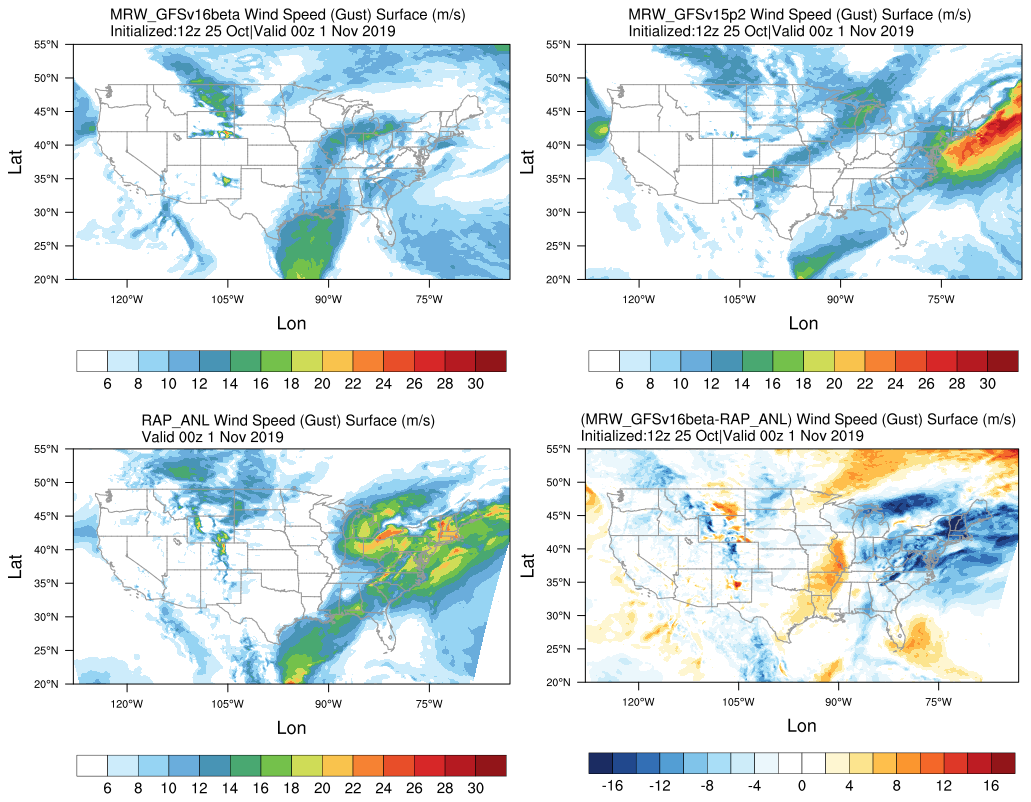 MRW_GFSv16beta Wind Speed (Gust) Surface (m/s)
Initialized:12z 25 Oct|Valid 00z 1 Nov 2019
55°N
50°N
45°N
40°N
35°N
30°N
25°N
20°N
Lat
120°W 105°W 90°W 75°W
Lon
6 8 10 12 14 16 18 20 22 24 26 28 30
MRW_GFSv15p2 Wind Speed (Gust) Surface (m/s)
Initialized:12z 25 Oct|Valid 00z 1 Nov 2019
55°N
50°N
45°N
40°N
35°N
30°N
25°N
20°N
Lat
120°W 105°W 90°W 75°W
Lon
6 8 10 12 14 16 18 20 22 24 26 28 30
RAP_ANL Wind Speed (Gust) Surface (m/s)
Valid 00z 1 Nov 2019
55°N
50°N
45°N
40°N
35°N
30°N
25°N
20°N
Lat
120°W 105°W 90°W 75°W
Lon
6 8 10 12 14 16 18 20 22 24 26 28 30
(MRW_GFSv16beta-RAP_ANL) Wind Speed (Gust) Surface (m/s)
Initialized:12z 25 Oct|Valid 00z 1 Nov 2019
55°N
50°N
45°N
40°N
35°N
30°N
25°N
20°N
Lat
120°W 105°W 90°W 75°W
Lon
-16 -12 -8 -4 0 4 8 12 16